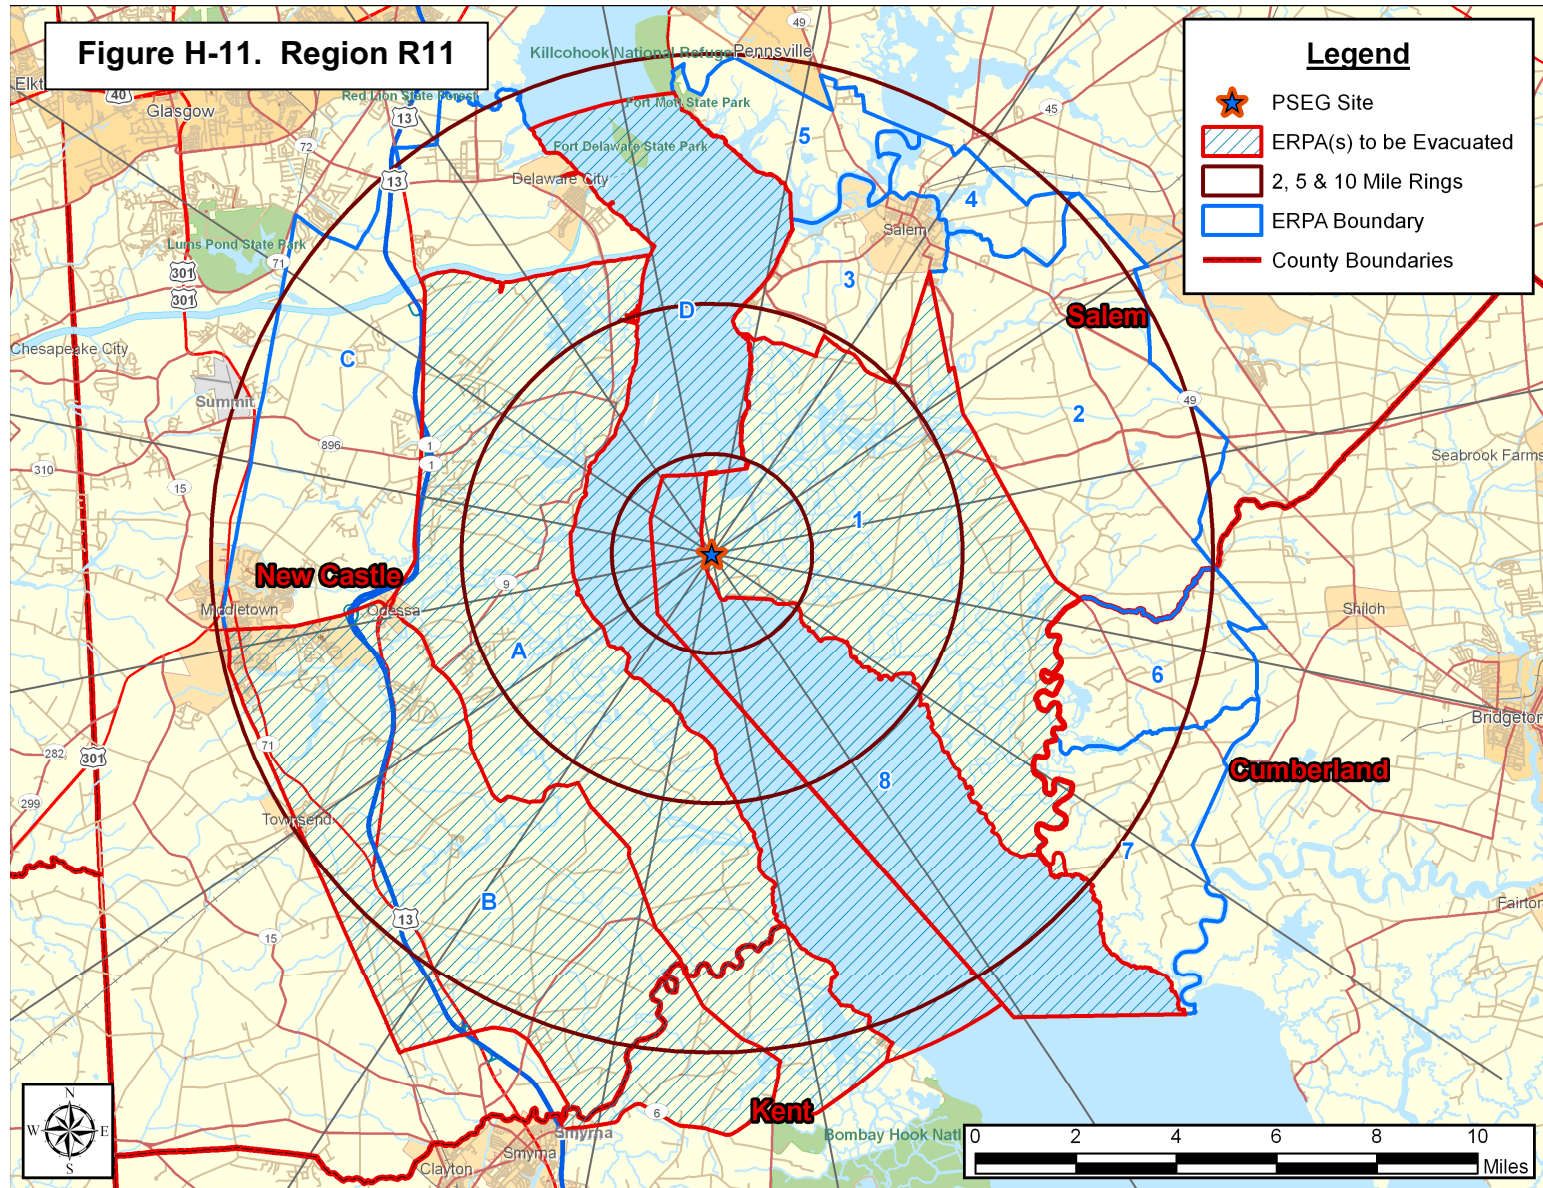 Figure H-11. Region R11
Legend
PSEG Site
ERPA(s) to be Evacuated
2, 5 & 10 Mile Rings
ERPA Boundary
County Boundaries
Killcohook National Refuge
Pennsville
49
Elkt
40
Glasgow
Red Lion State Forest
13
Fort Mott State Park
45
5
72
Fort Delaware State Park
13
Delaware City
4
Salem
Lums Pond State Park
71
301
3
301
D
Salem
Chesapeake City
C
Summit
49
2
896
1
1
310
15
Seabrook Farms
1
New Castle
9
Middletown
Odessa
Shiloh
A
6
Bridgeton
71
282
301
Cumberland
8
299
Townsend
7
B
13
Fairton
15
Kent
6
Smyrna
Smyrna
Clayton
Bombay Hook Natl
N
W
E
S
0 2 4 6 8 10
Miles